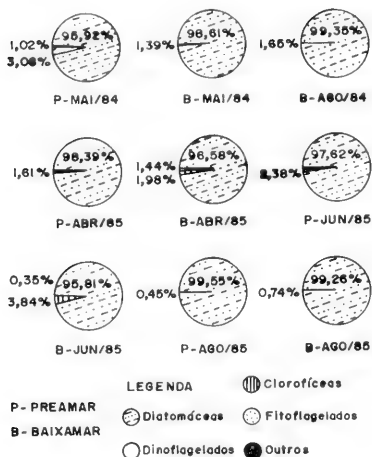 95,92%
1,02%
3,06%
P-MAI/84
98,61%
1,39%
B-MAI/84
99,35%
1,65%
B-AGO/84
98,39%
1,61%
P-ABR/85
96,58%
1,44%
1,98%
B-ABR/85
97,62%
2,38%
P-JUN/85
95,81%
0,35%
3,84%
B-JUN/85
99,55%
0,45%
P-AGO/85
99,26%
0,74%
B-AGO/85
LEGENDA
P- PREAMAR
B- BAIXAMAR
Clorofíceas
Diatomáceas
Fitoflagelados
Dinoflagelados
Outros